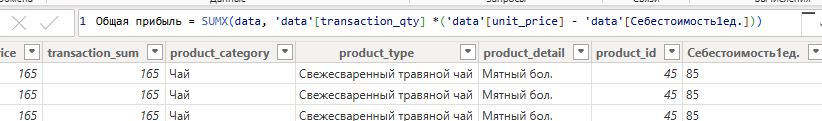 1 Общая прибыль = SUMX(data, 'data'[transaction_qty] *('data'[unit_price] - 'data'[Себестоимость1ед.]))
transaction_sum product_category product_type product_detail product_id Себестоимость1ед.
165 165 Чай Свежесваренный травяной чай Мятный бол. 45 85
165 165 Чай Свежесваренный травяной чай Мятный бол. 45 85
165 165 Чай Свежесваренный травяной чай Мятный бол. 45 85